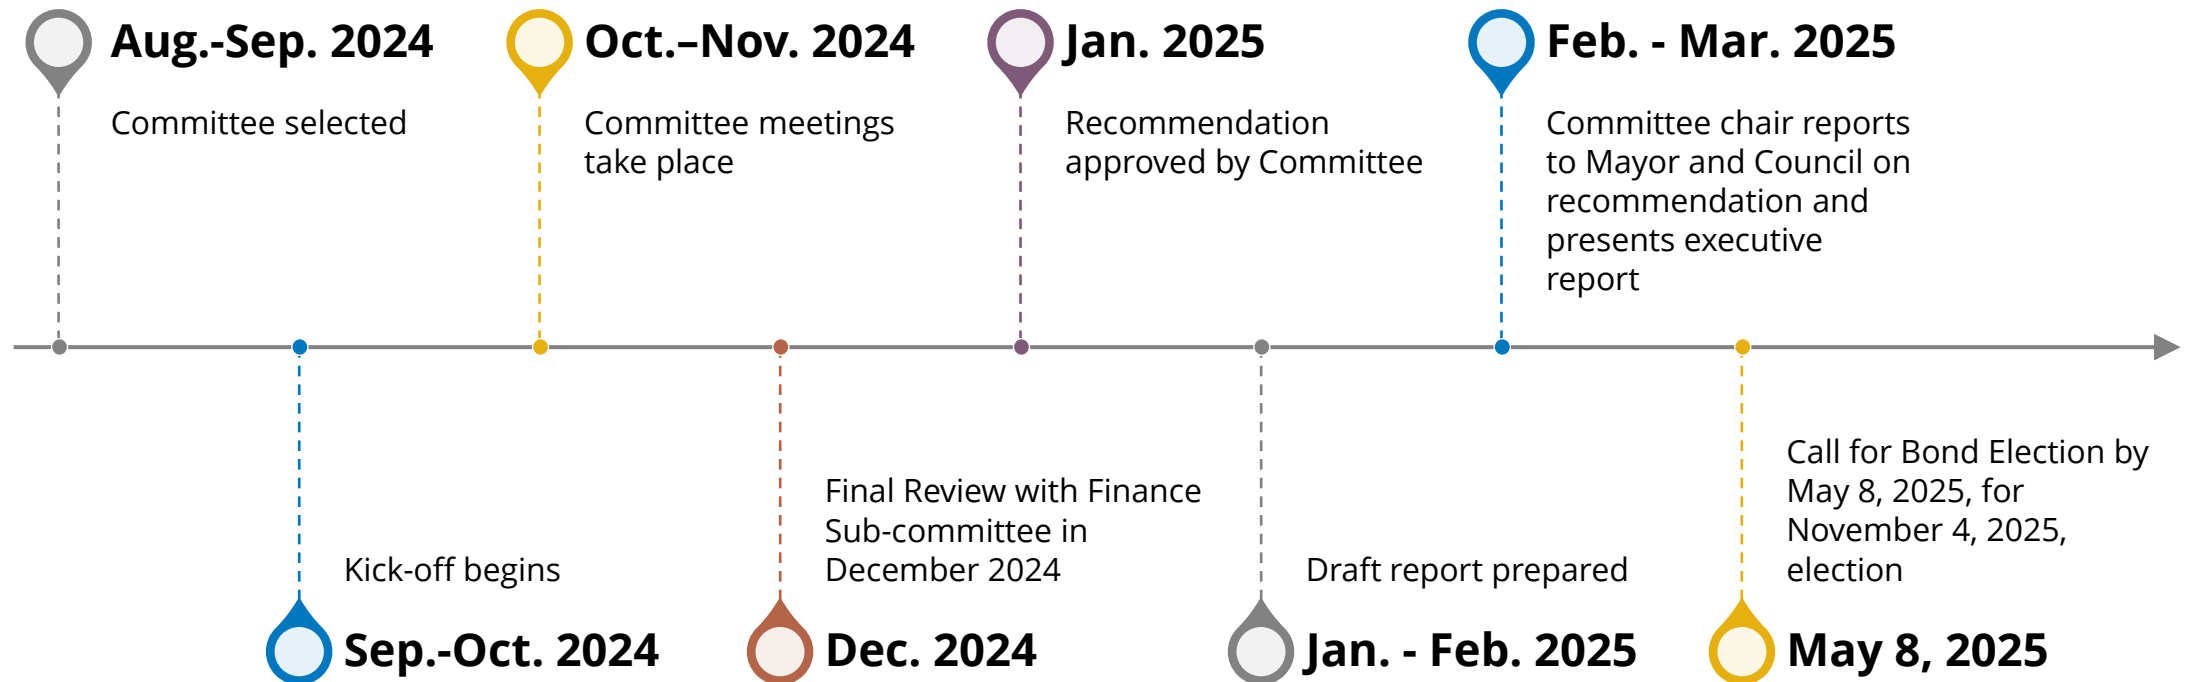 Aug.-Sep. 2024
Committee selected
Oct.–Nov. 2024
Committee meetings
take place
Jan. 2025
Recommendation
approved by Committee
Feb. - Mar. 2025
Committee chair reports
to Mayor and Council on
recommendation and
presents executive
report
Kick-off begins
Sep.-Oct. 2024
Final Review with Finance
Sub-committee in
December 2024
Dec. 2024
Draft report prepared
Jan. - Feb. 2025
Call for Bond Election by
May 8, 2025, for
November 4, 2025,
election
May 8, 2025